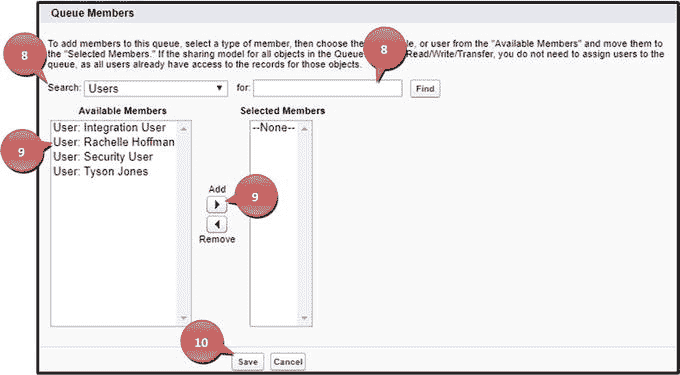 Queue Members
To add members to this queue, select a type of member, then choose the le, or user from the "Available Members" and move them to
the "Selected Members." If the sharing model for all objects in the Queue Read/Write/Transfer, you do not need to assign users to the
queue, as all users already have access to the records for those objects.
8
8
Search: Users for: Find
Available Members Selected Members
User: Integration User --None--
9 User: Rachelle Hoffman
User: Security User
User: Tyson Jones
Add
9
Remove
10
Save Cancel